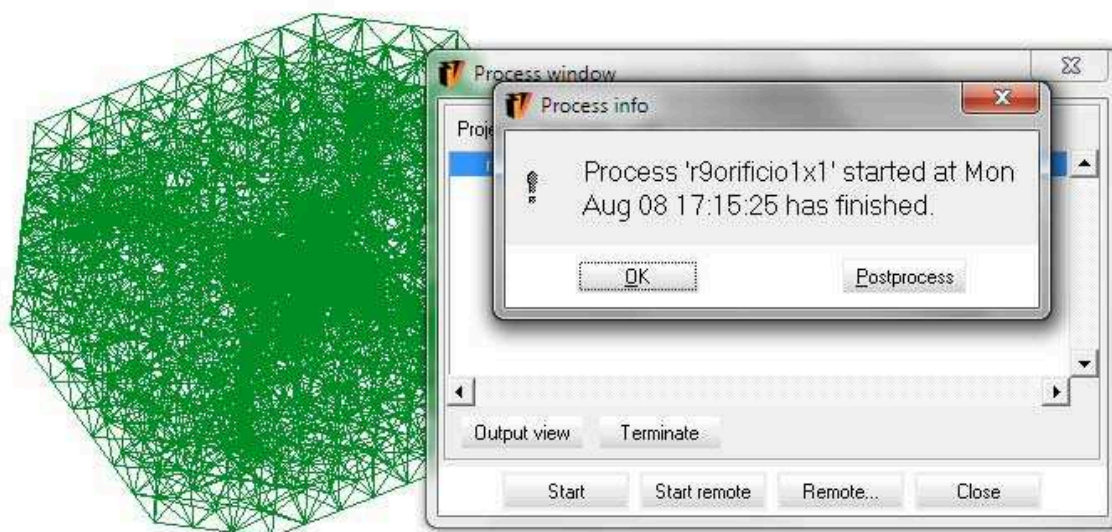 Process window
Process info
Process 'r9orificio1x1' started at Mon
Aug 08 17:15:25 has finished.
OK
Postprocess
Output view
Terminate
Start
Start remote
Remote...
Close